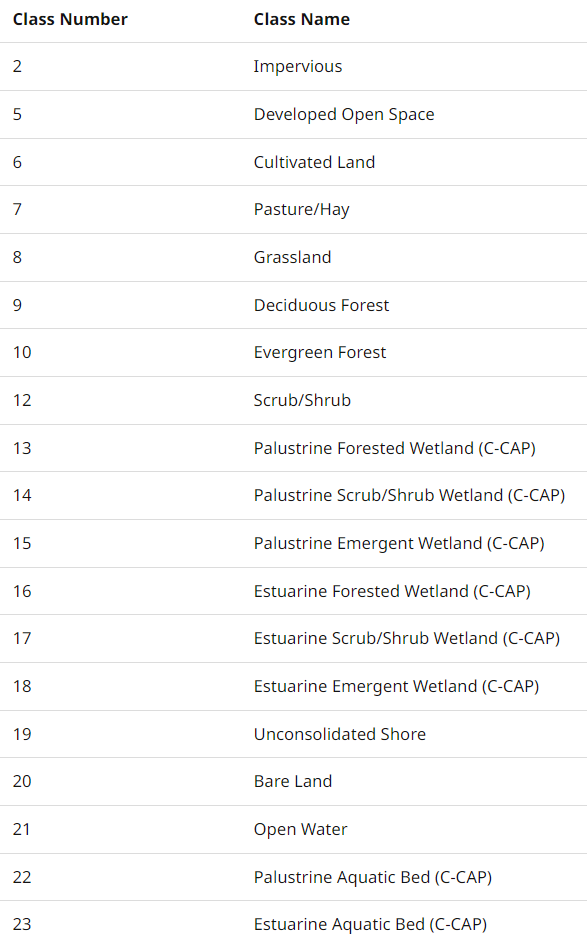 Class Number Class Name
2 Impervious
5 Developed Open Space
6 Cultivated Land
7 Pasture/Hay
8 Grassland
9 Deciduous Forest
10 Evergreen Forest
12 Scrub/Shrub
13 Palustrine Forested Wetland (C-CAP)
14 Palustrine Scrub/Shrub Wetland (C-CAP)
15 Palustrine Emergent Wetland (C-CAP)
16 Estuarine Forested Wetland (C-CAP)
17 Estuarine Scrub/Shrub Wetland (C-CAP)
18 Estuarine Emergent Wetland (C-CAP)
19 Unconsolidated Shore
20 Bare Land
21 Open Water
22 Palustrine Aquatic Bed (C-CAP)
23 Estuarine Aquatic Bed (C-CAP)